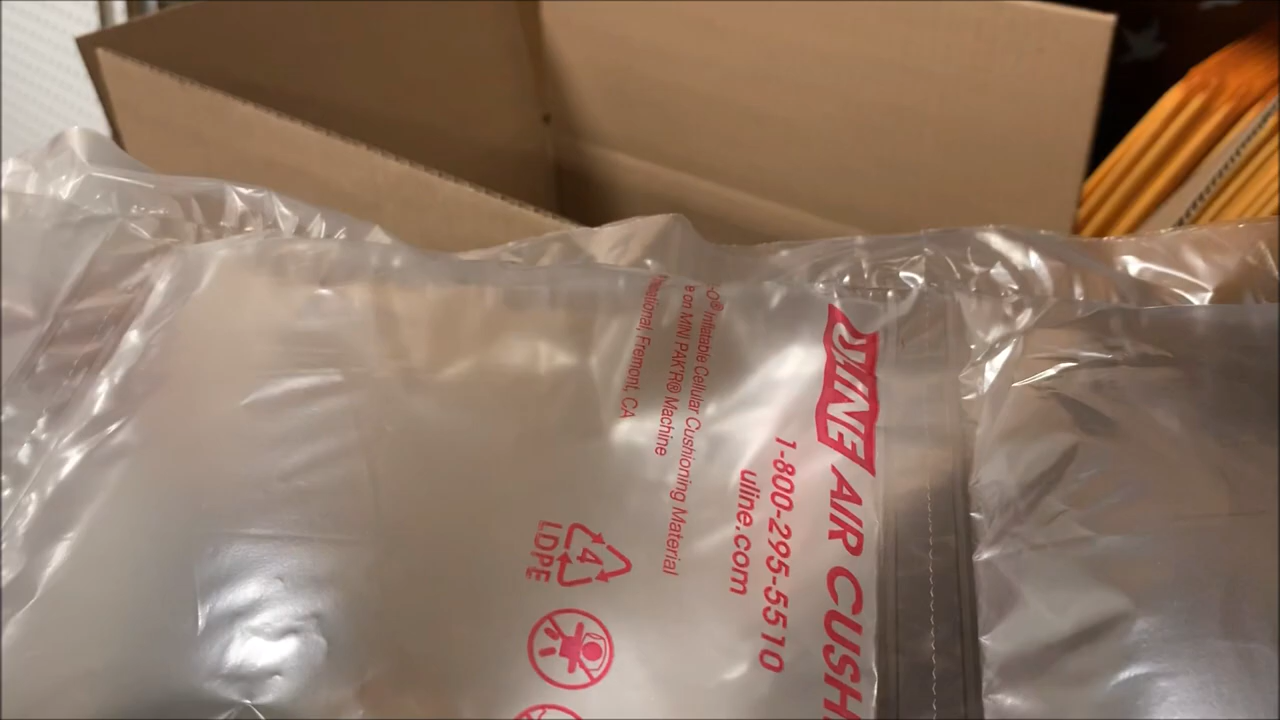 ULINE AIR CUSH
1-800-295-5510
uline.com
-O® Inflatable Cellular Cushioning Material
on MINI PAK'R® Machine
Fremont, CA
4
LDPE